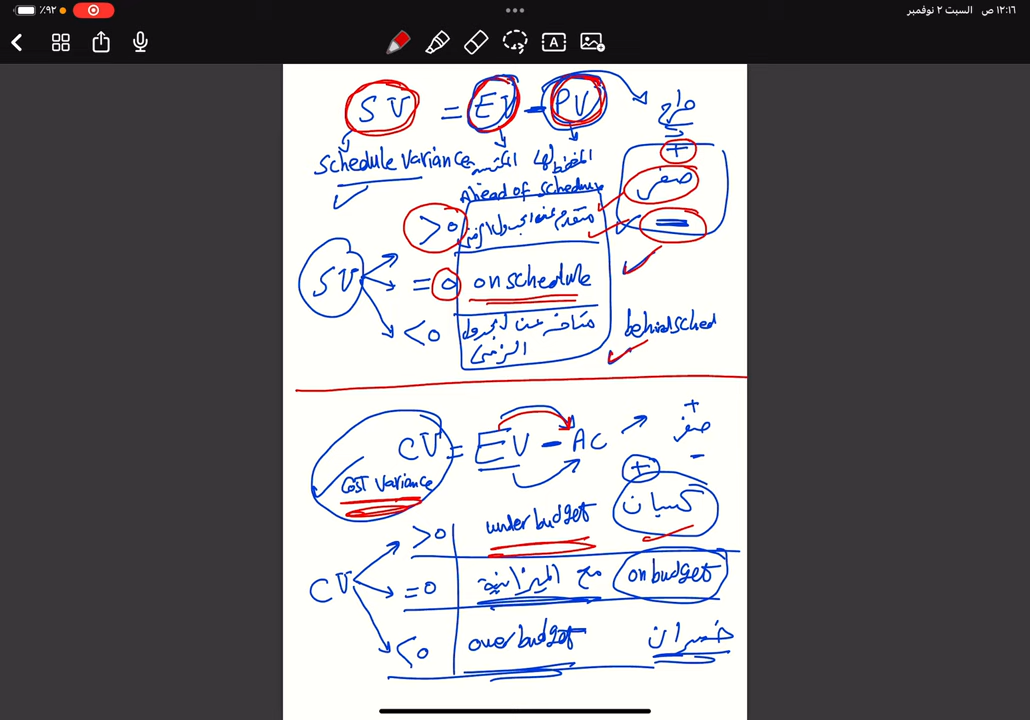 ١٢:١٦ ص السبت ٢ نوفمبر
٩٢٪
SV = EV - PV
خارج
Schedule Variance المكتسبة المخطط لها
+
صفر
-
Ahead of schedule
SV
>0 متقدم عن الجدول الزمني
=0 on schedule
<0 متأخر عن الجدول الزمني
behind sched
CV = EV - AC
+
صفر
-
Cost Variance
+
كسبان
CV
>0 under budget
=0 مع الميزانية on budget
<0 over budget خسران